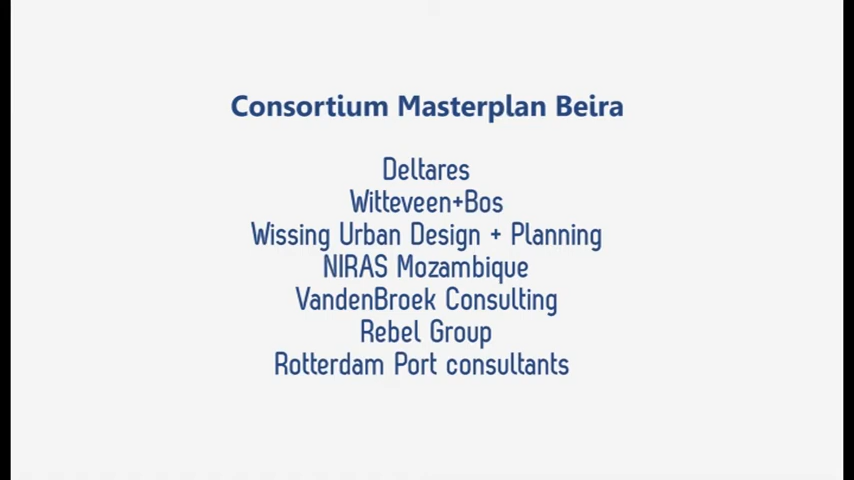 Consortium Masterplan Beira
Deltares
Witteveen+Bos
Wissing Urban Design + Planning
NIRAS Mozambique
VandenBroek Consulting
Rebel Group
Rotterdam Port consultants